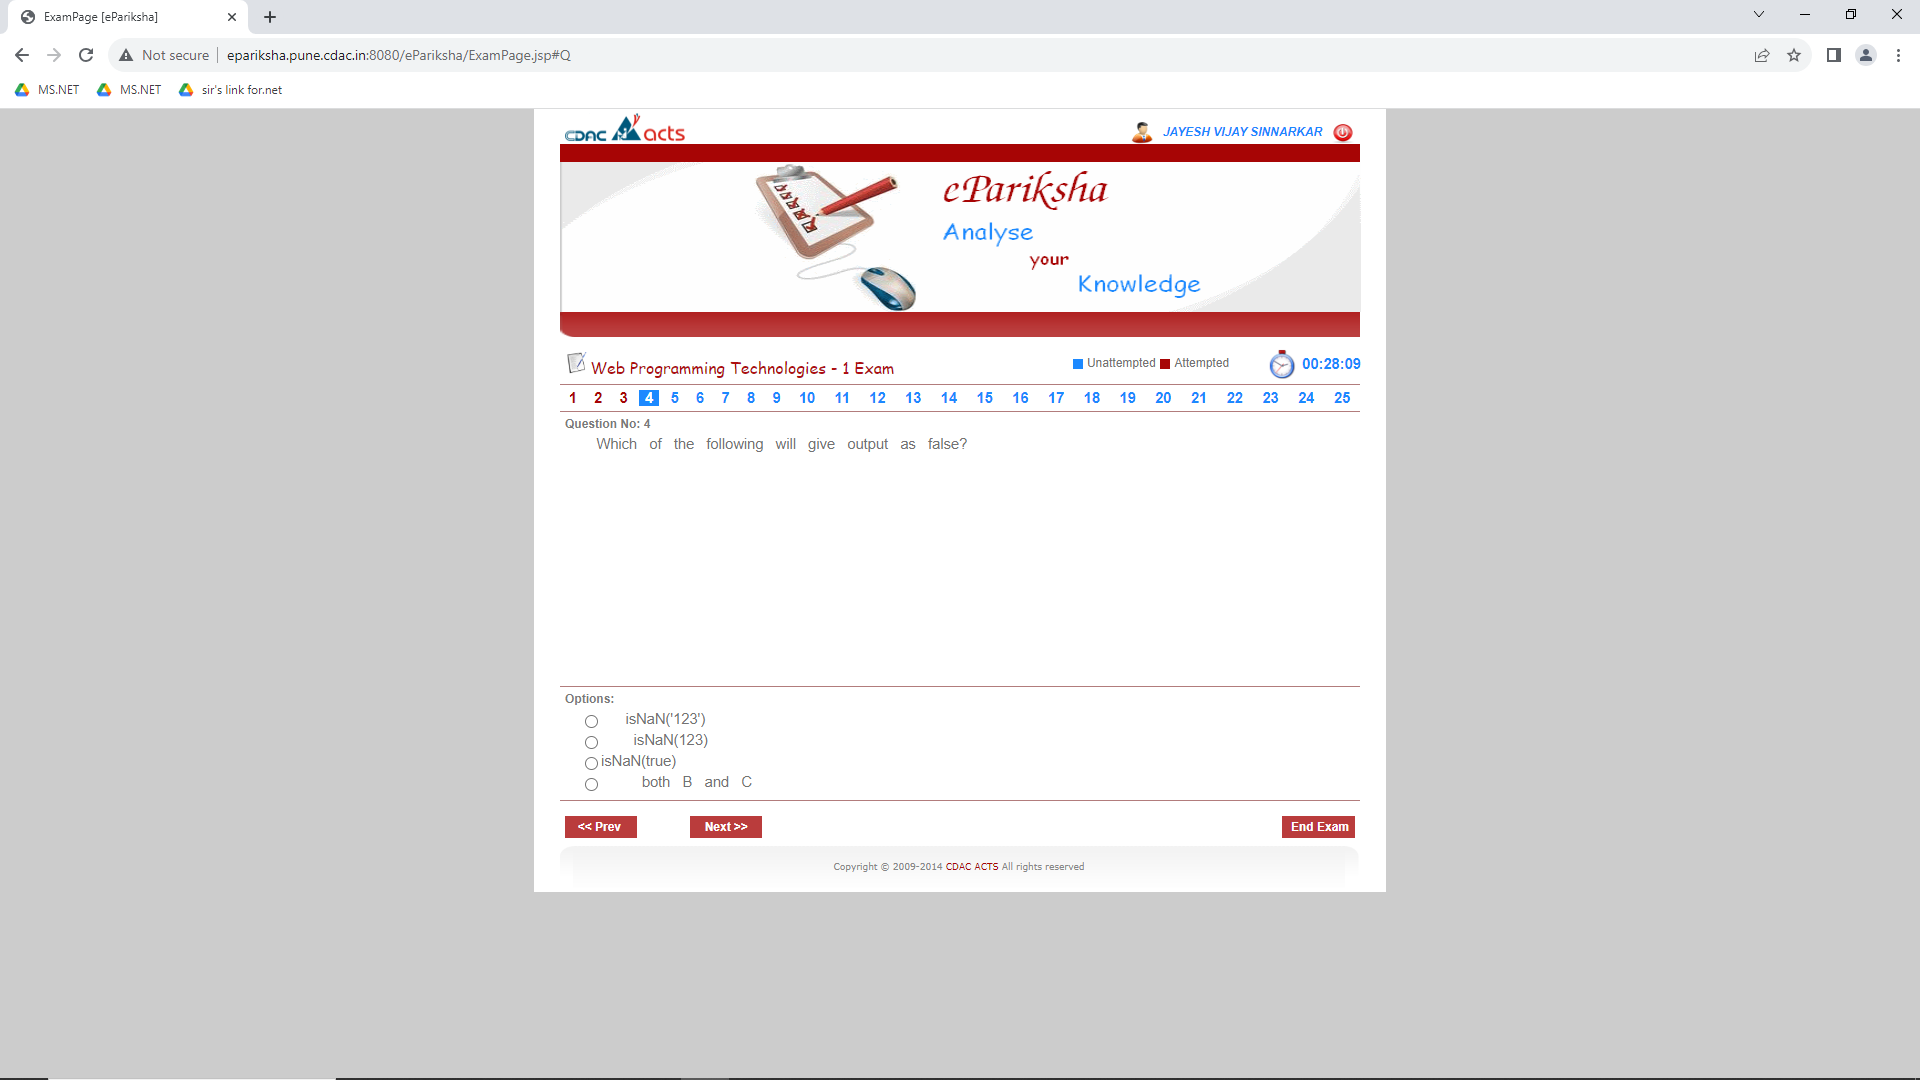 ExamPage [ePariksha]
Not secure epariksha.pune.cdac.in:8080/ePariksha/ExamPage.jsp#Q
MS.NET MS.NET sir's link for.net
CDAC acts JAYESH VIJAY SINNARKAR
ePariksha
Analyse
your
Knowledge
Web Programming Technologies - 1 Exam Unattempted Attempted 00:28:09
1 2 3 4 5 6 7 8 9 10 11 12 13 14 15 16 17 18 19 20 21 22 23 24 25
Question No: 4
Which of the following will give output as false?
Options:
isNaN('123')
isNaN(123)
isNaN(true)
both B and C
<< Prev Next >> End Exam
Copyright © 2009-2014 CDAC ACTS All rights reserved